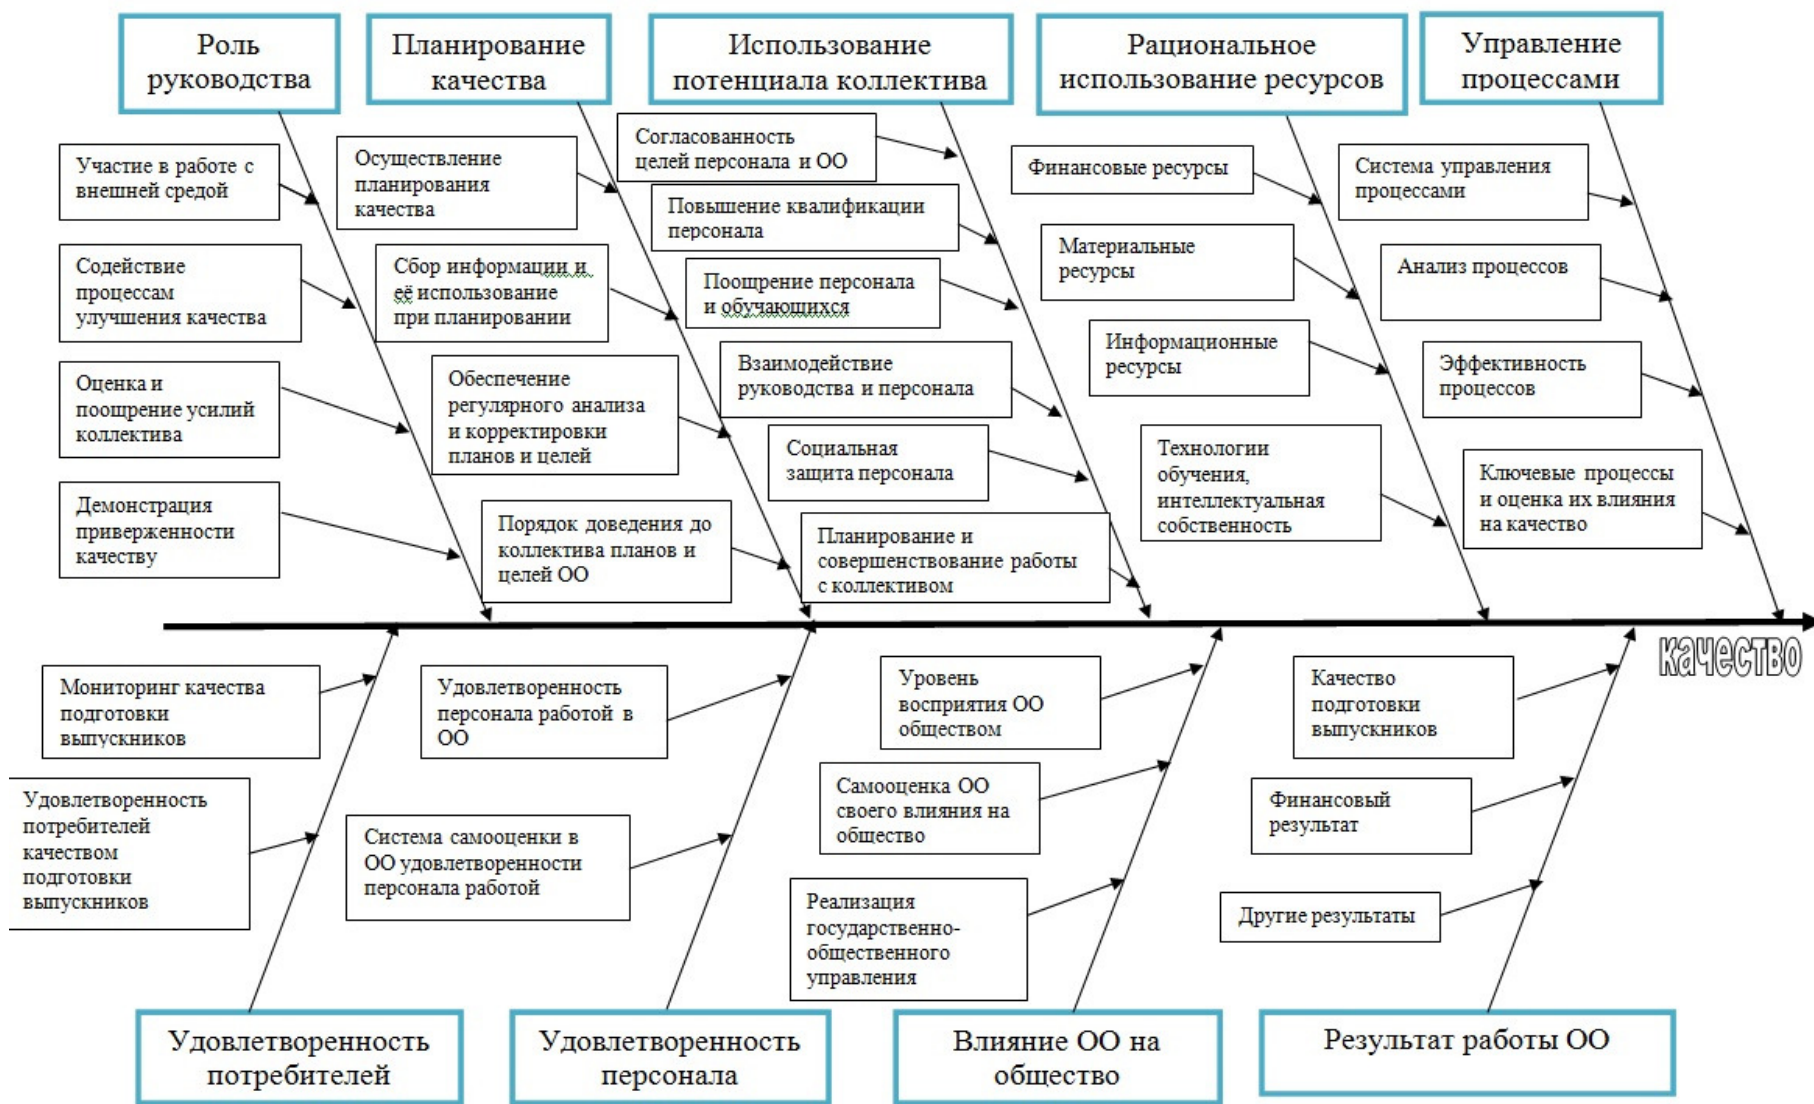 Роль
руководства
Планирование
качества
Использование
потенциала коллектива
Рациональное
использование ресурсов
Управление
процессами
Участие в работе с
внешней средой
Содействие
процессам
улучшения качества
Оценка и
поощрение усилий
коллектива
Демонстрация
приверженности
качеству
Осуществление
планирования
качества
Сбор информации и
её использование
при планировании
Обеспечение
регулярного анализа
и корректировки
планов и целей
Порядок доведения до
коллектива планов и
целей ОО
Согласованность
целей персонала и ОО
Повышение квалификации
персонала
Поощрение персонала
и обучающихся
Взаимодействие
руководства и персонала
Социальная
защита персонала
Планирование и
совершенствование работы
с коллективом
Финансовые ресурсы
Материальные
ресурсы
Информационные
ресурсы
Технологии
обучения,
интеллектуальная
собственность
Система управления
процессами
Анализ процессов
Эффективность
процессов
Ключевые процессы
и оценка их влияния
на качество
качество
Мониторинг качества
подготовки
выпускников
Удовлетворенность
потребителей
качеством
подготовки
выпускников
Удовлетворенность
персонала работой в
ОО
Система самооценки в
ОО удовлетворенности
персонала работой
Уровень
восприятия ОО
обществом
Самооценка ОО
своего влияния на
общество
Реализация
государственно-
общественного
управления
Качество
подготовки
выпускников
Финансовый
результат
Другие результаты
Удовлетворенность
потребителей
Удовлетворенность
персонала
Влияние ОО на
общество
Результат работы ОО